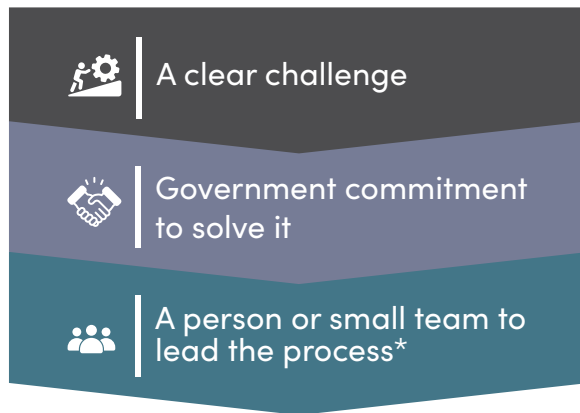 A clear challenge
Government commitment
to solve it
A person or small team to
lead the process*